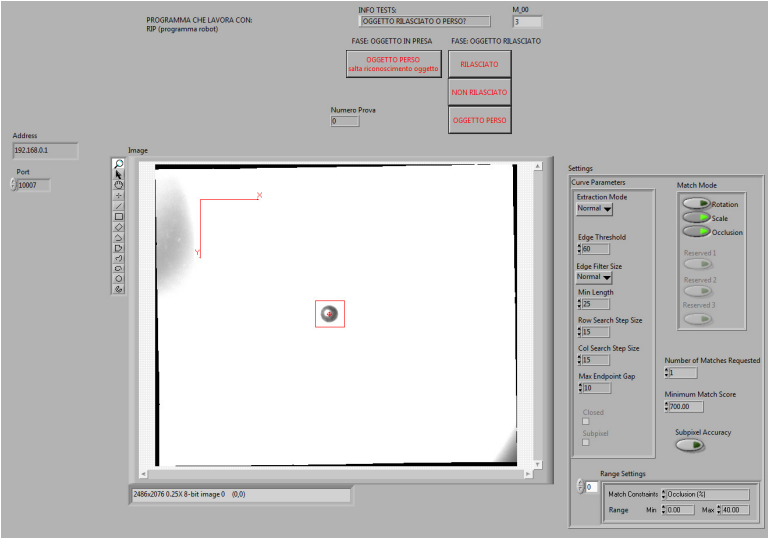 PROGRAMMA CHE LAVORA CON:
RIP (programma robot)
INFO TESTS:
OGGETTO RILASCIATO O PERSO?
M_00
3
FASE: OGGETTO IN PRESA
FASE: OGGETTO RILASCIATO
OGGETTO PERSO
salta riconoscimento oggetto
RILASCIATO
NON RILASCIATO
OGGETTO PERSO
Numero Prova
0
Address
192.168.0.1
Port
10007
Image
X
Y
2486x2076 0.25X 8-bit image 0 (0,0)
Settings
Curve Parameters
Extraction Mode
Normal
Edge Threshold
60
Edge Filter Size
Normal
Min Length
25
Row Search Step Size
15
Col Search Step Size
15
Max Endpoint Gap
10
Closed
Subpixel
Match Mode
Rotation
Scale
Occlusion
Reserved 1
Reserved 2
Reserved 3
Number of Matches Requested
1
Minimum Match Score
700.00
Subpixel Accuracy
Range Settings
0
Match Constraints Occlusion (%)
Range Min 0.00 Max 40.00